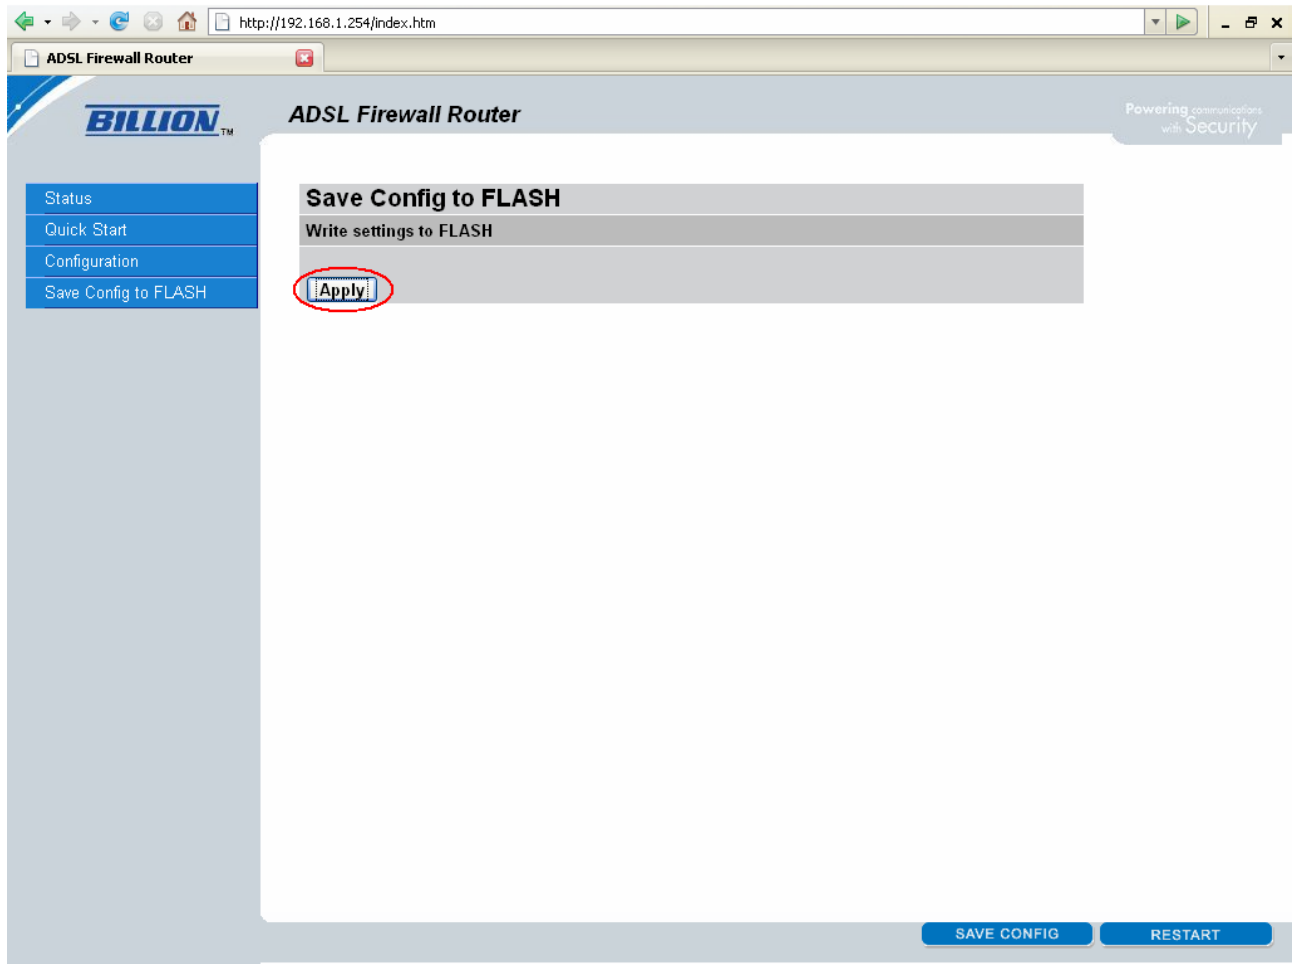 http://192.168.1.254/index.htm
ADSL Firewall Router
BILLION TM
ADSL Firewall Router
Powering communications
with Security
Status
Quick Start
Configuration
Save Config to FLASH
Save Config to FLASH
Write settings to FLASH
Apply
SAVE CONFIG
RESTART